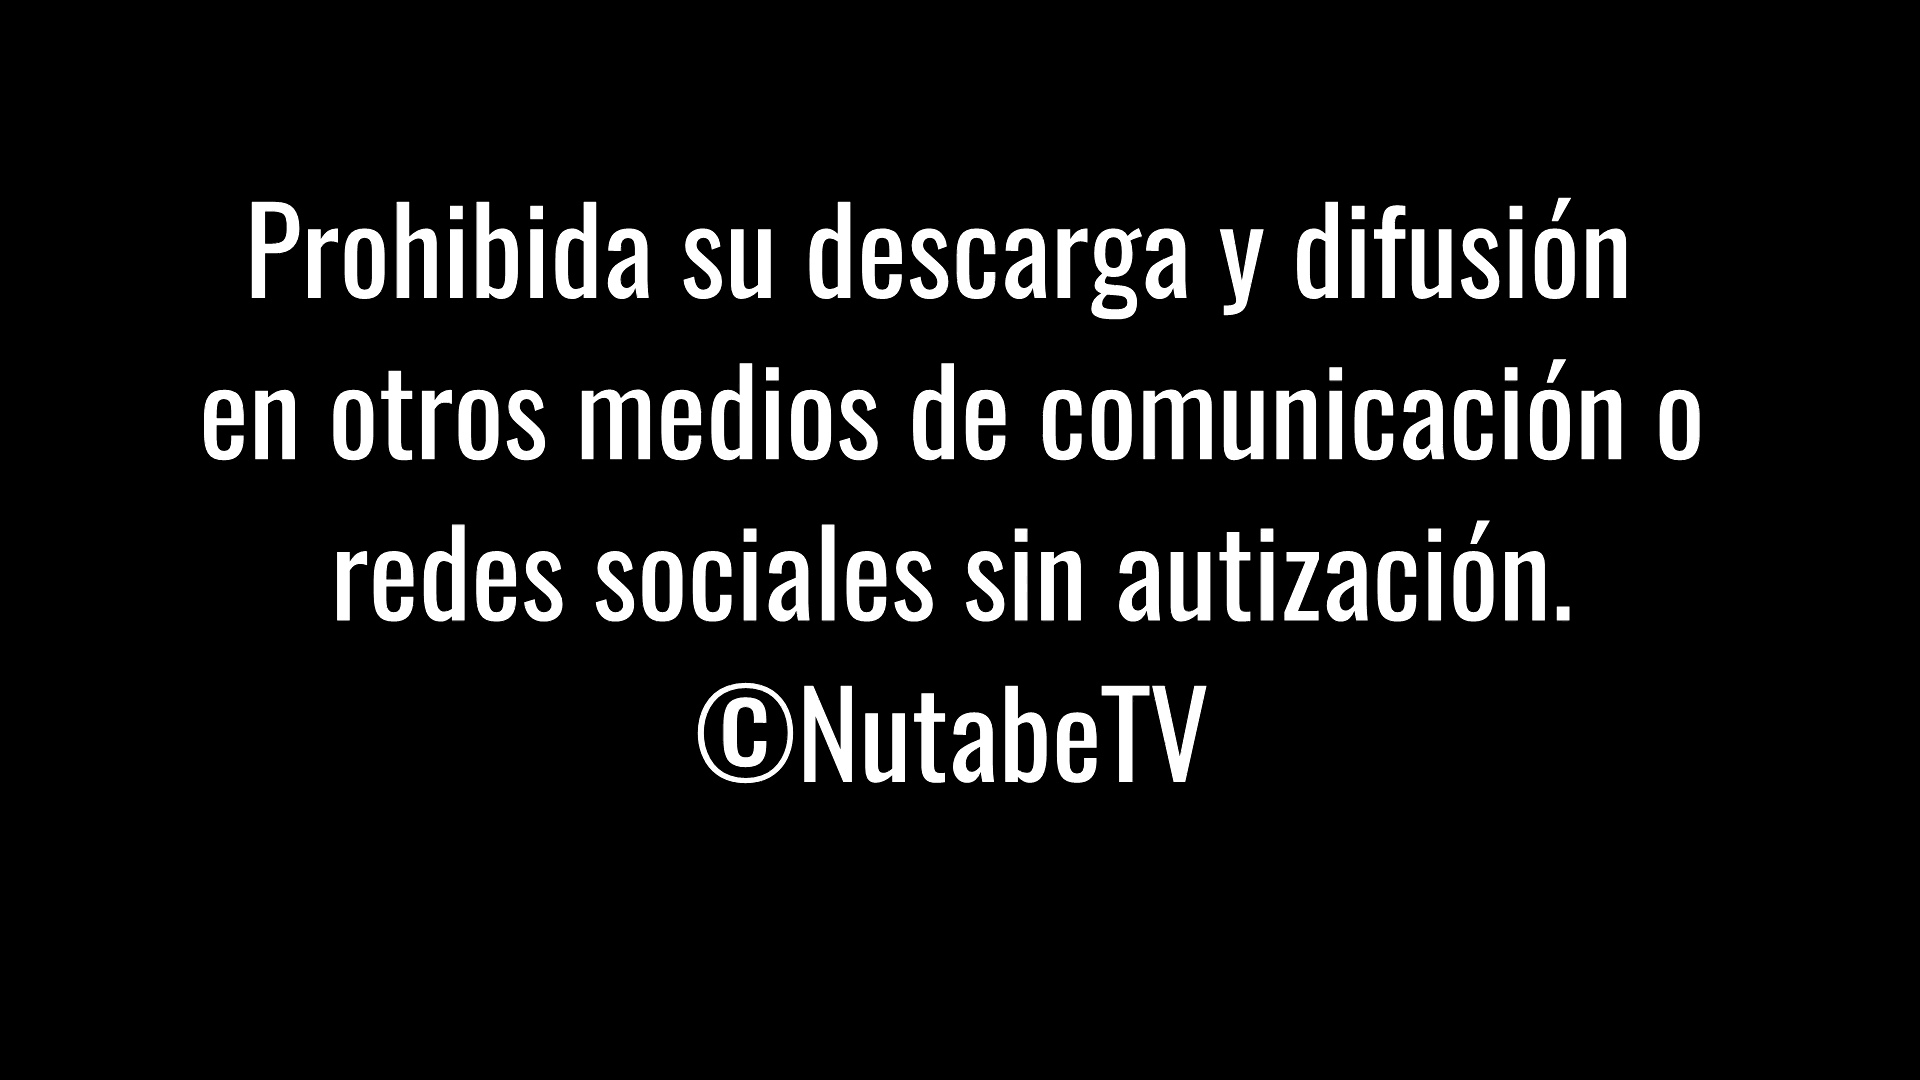 Prohibida su descarga y difusión
en otros medios de comunicación o
redes sociales sin autización.
©NutabeTV